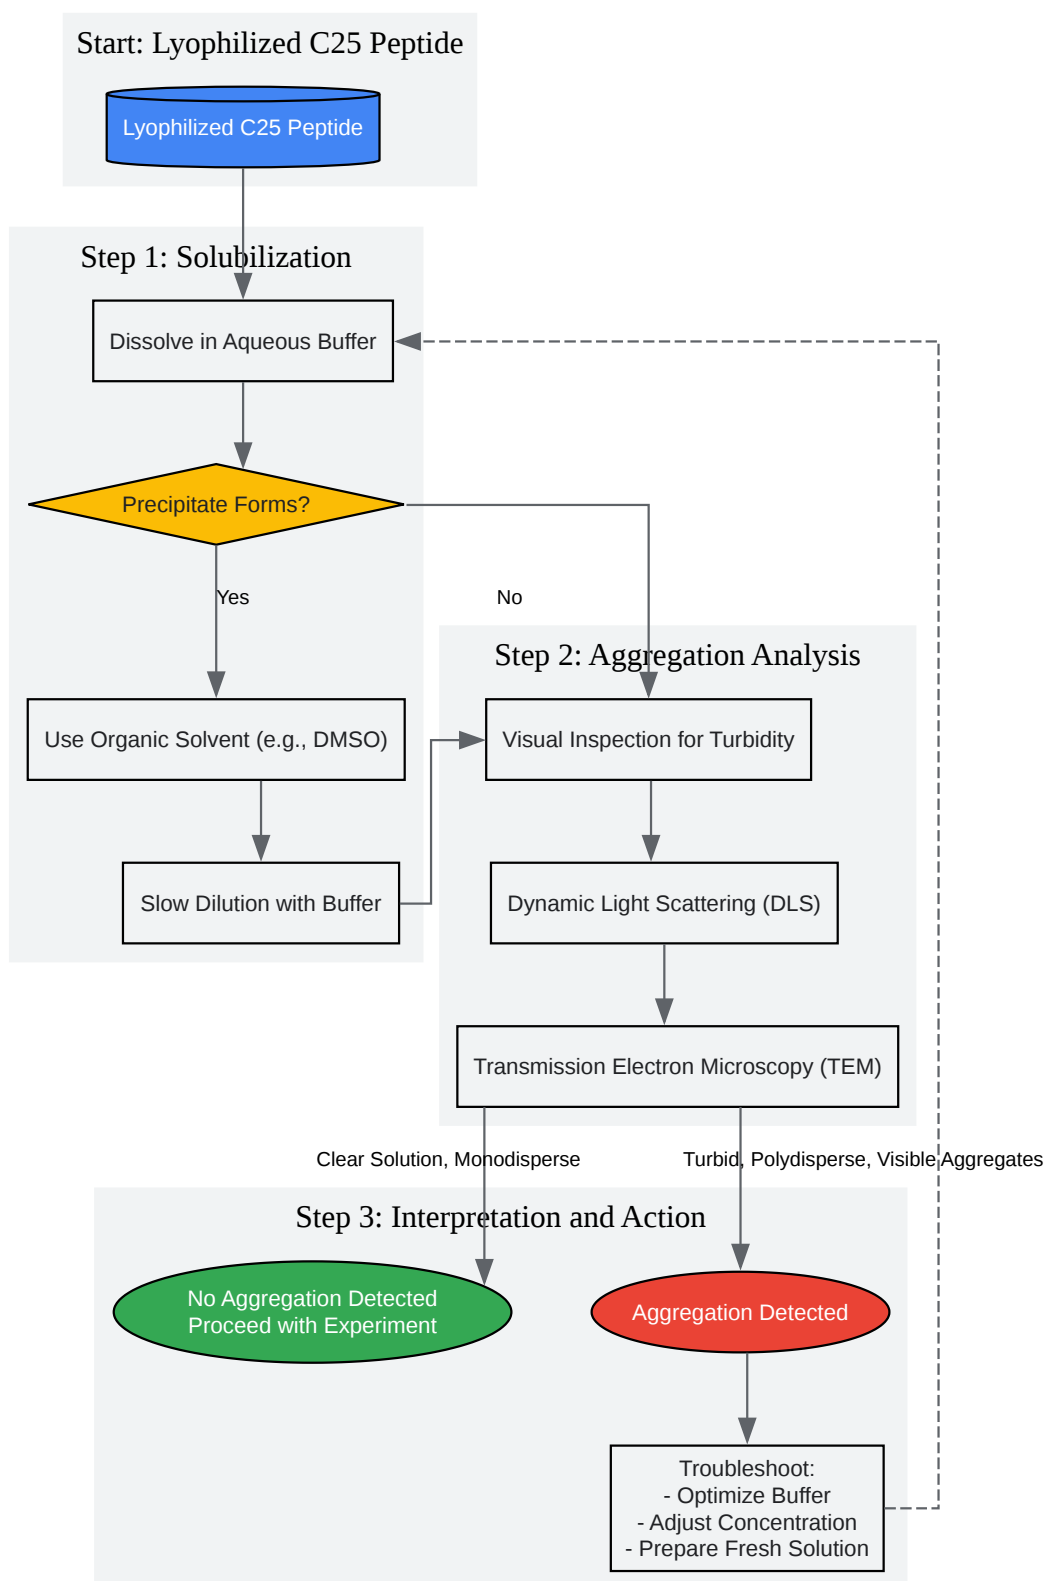 Start: Lyophilized C25 Peptide
Lyophilized C25 Peptide
Step 1: Solubilization
Dissolve in Aqueous Buffer
Precipitate Forms?
Yes
No
Use Organic Solvent (e.g., DMSO)
Slow Dilution with Buffer
Step 2: Aggregation Analysis
Visual Inspection for Turbidity
Dynamic Light Scattering (DLS)
Transmission Electron Microscopy (TEM)
Clear Solution, Monodisperse
Turbid, Polydisperse, Visible Aggregates
Step 3: Interpretation and Action
No Aggregation Detected
Proceed with Experiment
Aggregation Detected
Troubleshoot:
- Optimize Buffer
- Adjust Concentration
- Prepare Fresh Solution